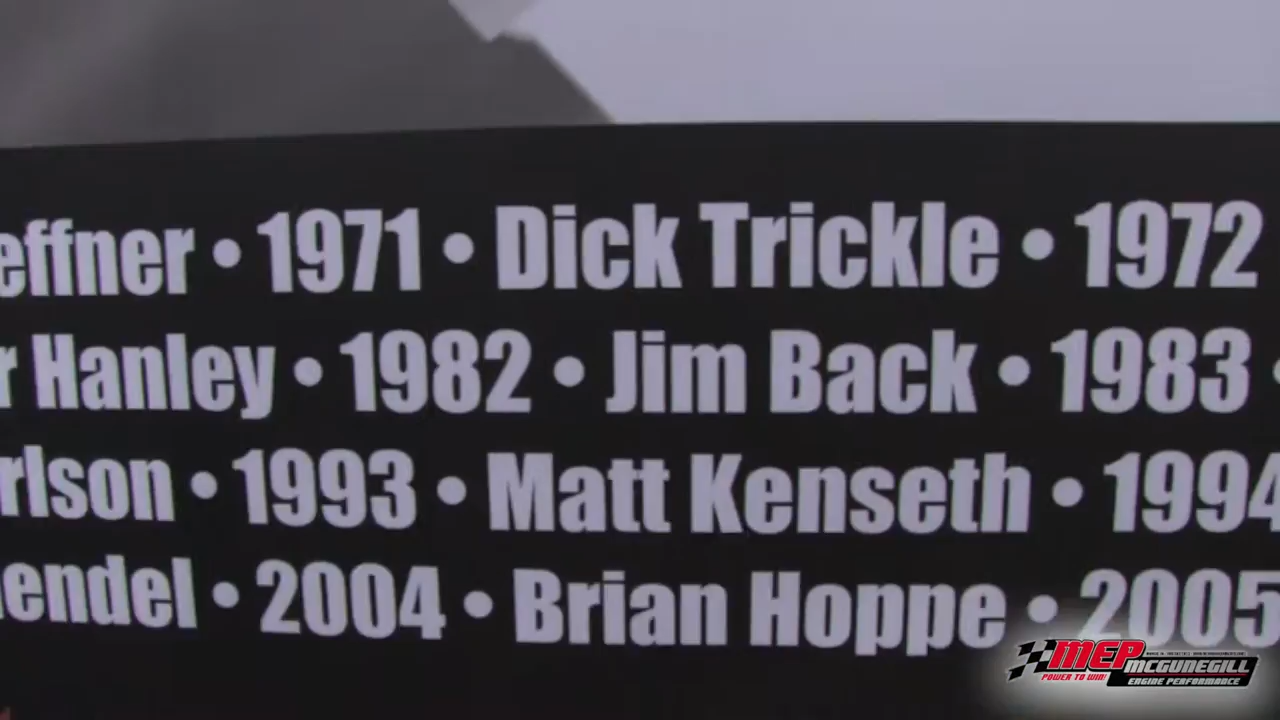 effner • 1971 • Dick Trickle • 1972
r Hanley • 1982 • Jim Back • 1983 •
rlson • 1993 • Matt Kenseth • 1994
endel • 2004 • Brian Hoppe • 2005
MEP
MCGUNEGILL
POWER TO WIN!
ENGINE PERFORMANCE